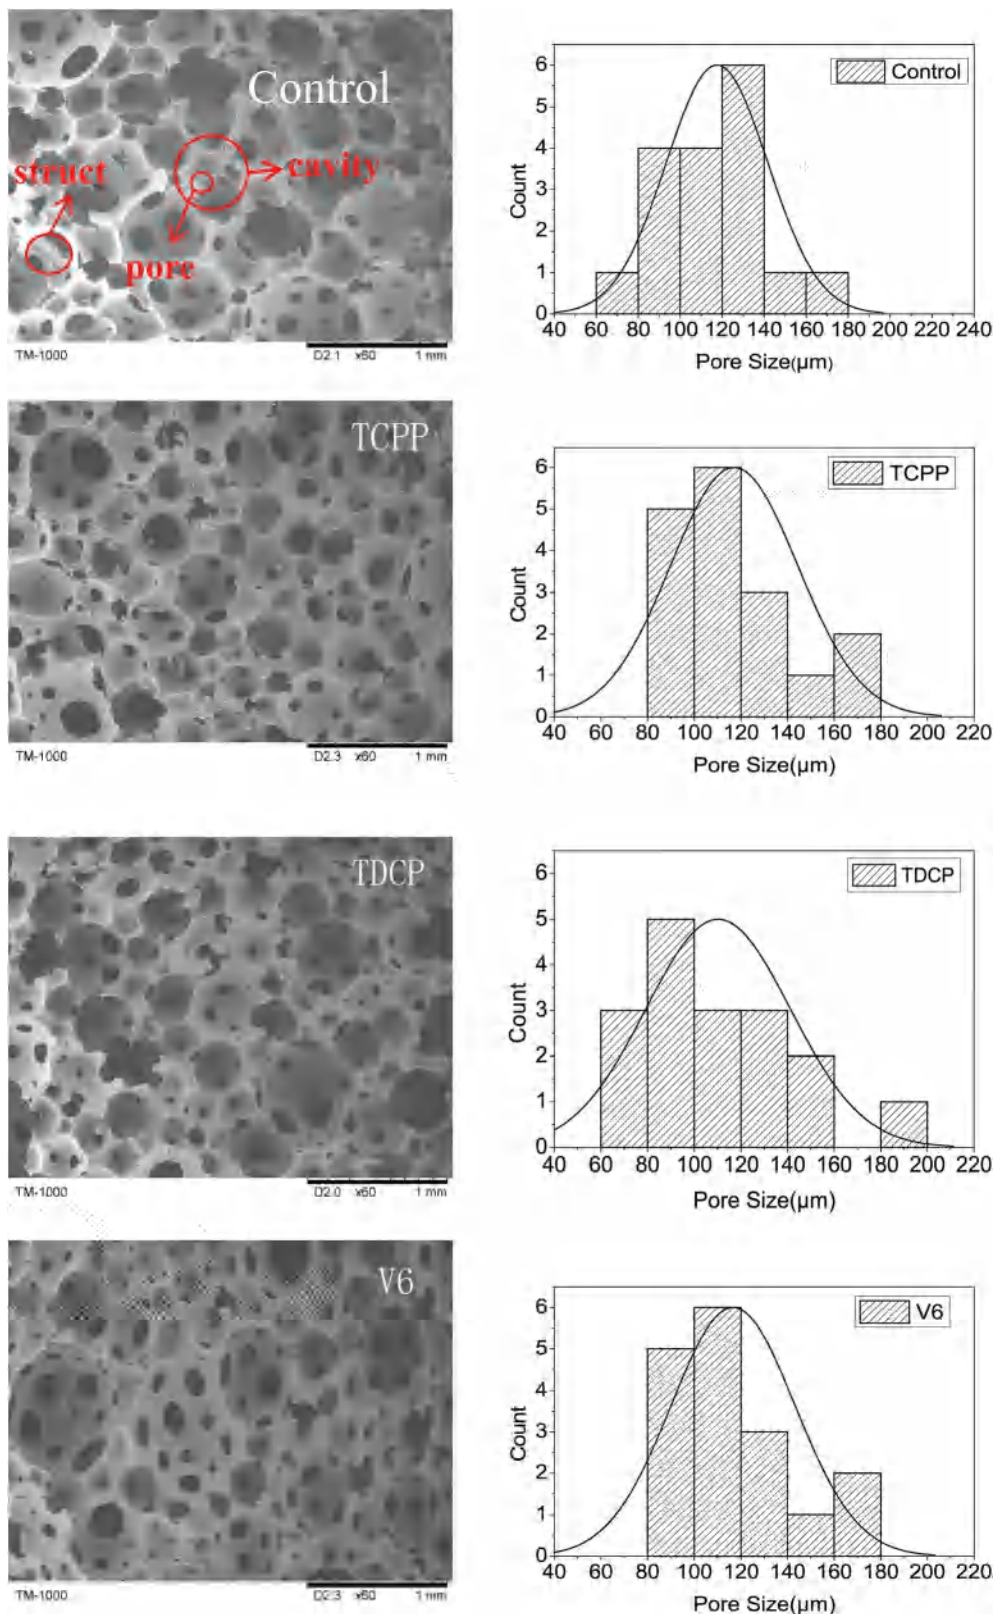 Control
struct
cavity
pore
TM-1000
D2.1 x60 1 mm
Control
Count
6
5
4
3
2
1
0
40 60 80 100 120 140 160 180 200 220 240
Pore Size(μm)
TCPP
TM-1000
D2.3 x60 1 mm
TCPP
Count
6
5
4
3
2
1
0
40 60 80 100 120 140 160 180 200 220
Pore Size(μm)
TDCP
TM-1000
D2.0 x60 1 mm
TDCP
Count
6
5
4
3
2
1
0
40 60 80 100 120 140 160 180 200 220
Pore Size(μm)
V6
TM-1000
D2.3 x60 1 mm
V6
Count
6
5
4
3
2
1
0
40 60 80 100 120 140 160 180 200 220
Pore Size(μm)